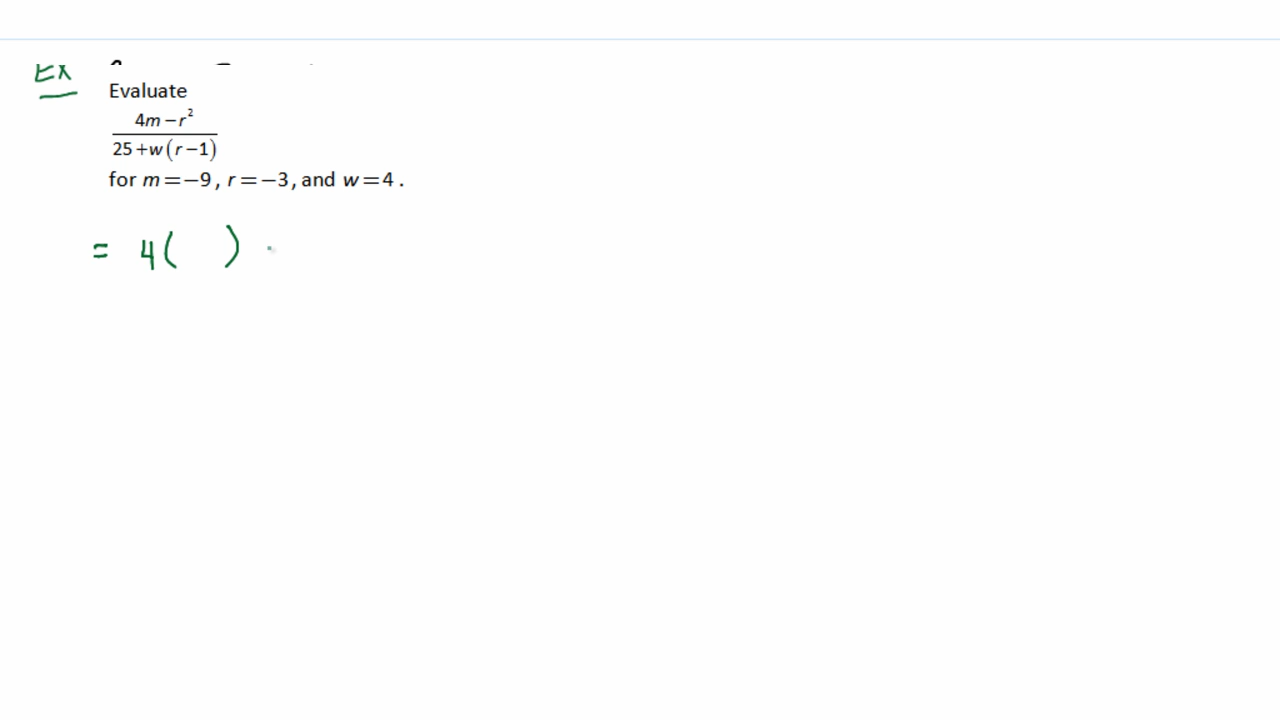 Ex
Evaluate
4m−r²
25+w(r−1)
for m=−9, r=−3, and w=4.
= 4( )